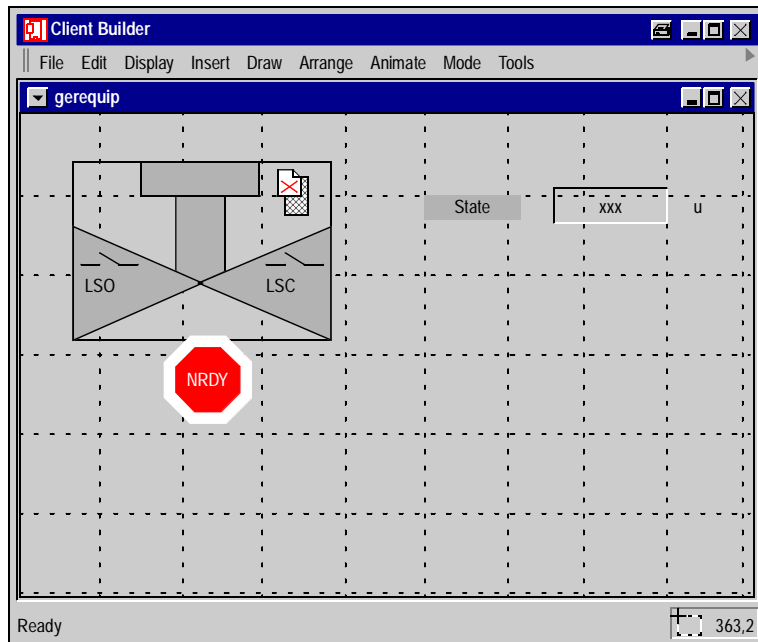 Client Builder
File Edit Display Insert Draw Arrange Animate Mode Tools
gerequip
State xxx u
LSO LSC
NRDY
Ready 363,2